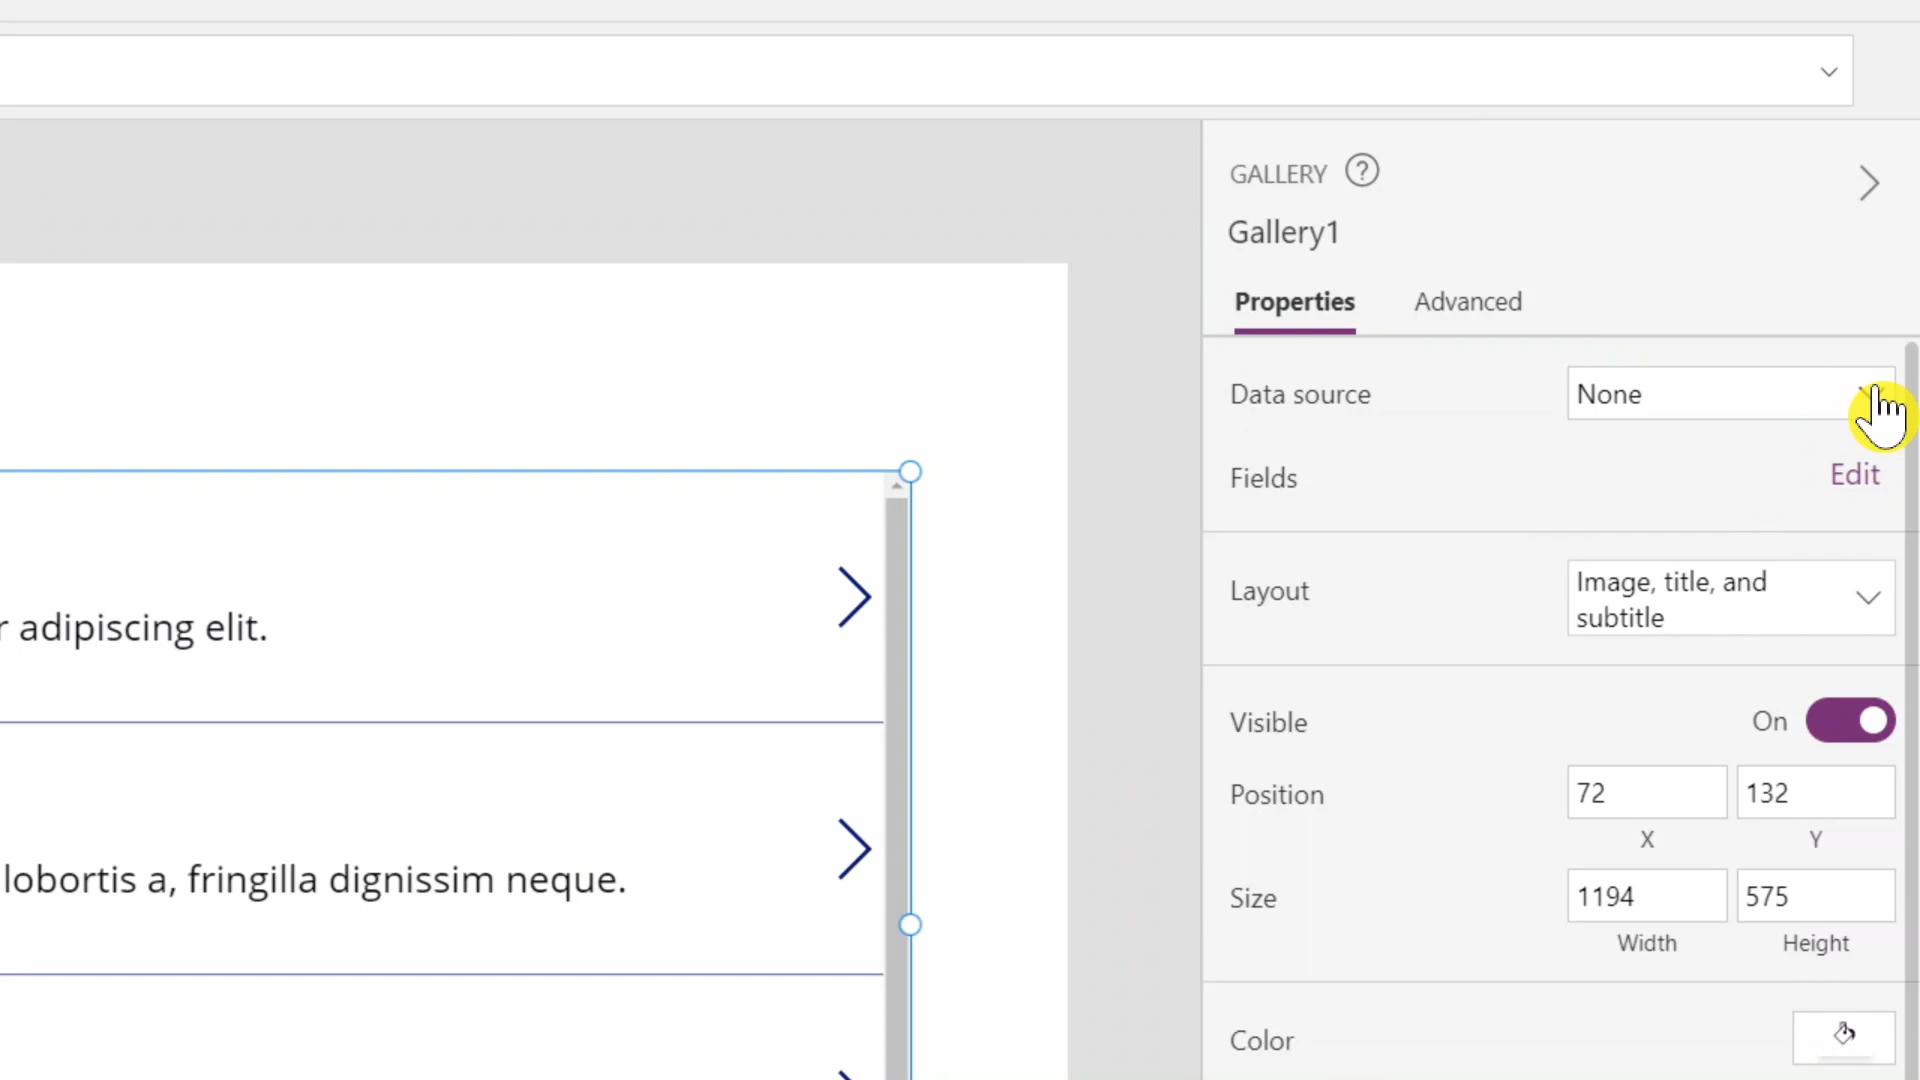 GALLERY ?
Gallery1
Properties Advanced
Data source None
Fields Edit
Layout Image, title, and
subtitle
Visible On
Position 72 132
X Y
Size 1194 575
Width Height
Color
adipiscing elit.
lobortis a, fringilla dignissim neque.